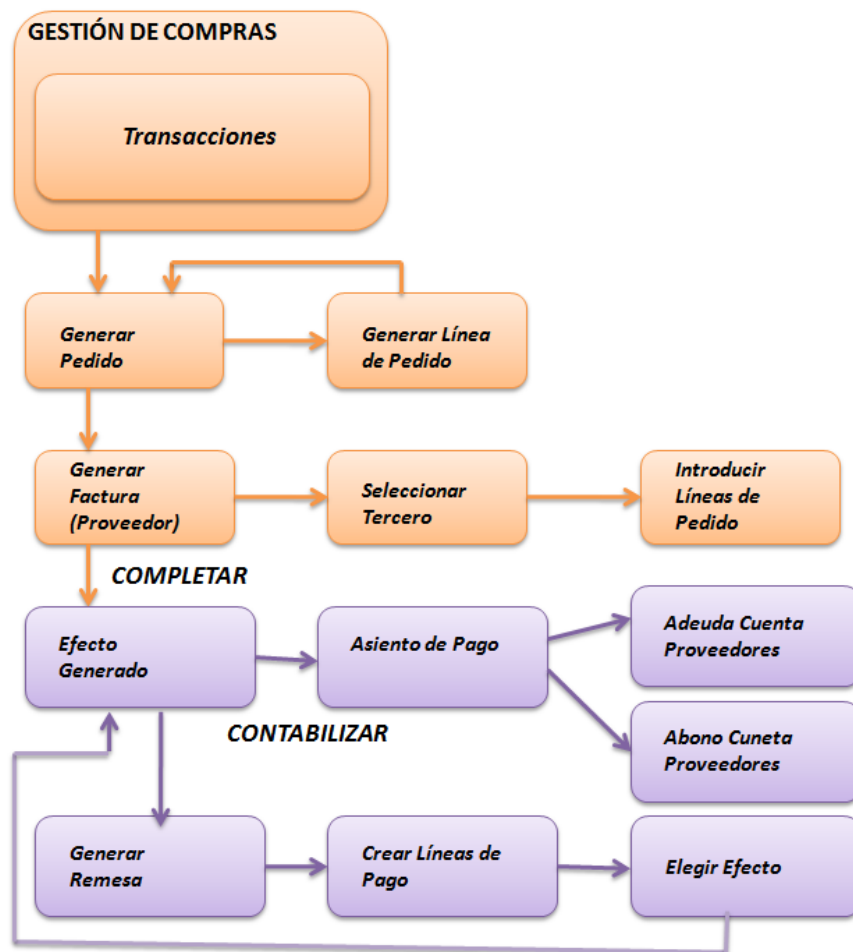 GESTIÓN DE COMPRAS
Transacciones
Generar
Pedido
Generar Línea
de Pedido
Generar
Factura
(Proveedor)
Seleccionar
Tercero
Introducir
Líneas de
Pedido
COMPLETAR
Efecto
Generado
Asiento de Pago
Adeuda Cuenta
Proveedores
CONTABILIZAR
Abono Cuneta
Proveedores
Generar
Remesa
Crear Líneas de
Pago
Elegir Efecto